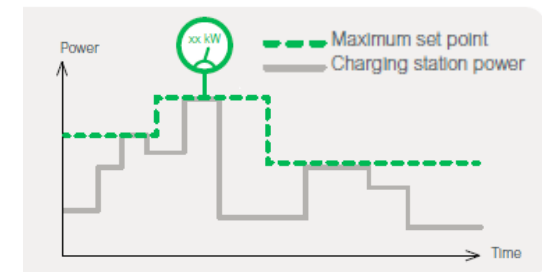 xx kW
Maximum set point
Power
Charging station power
Time